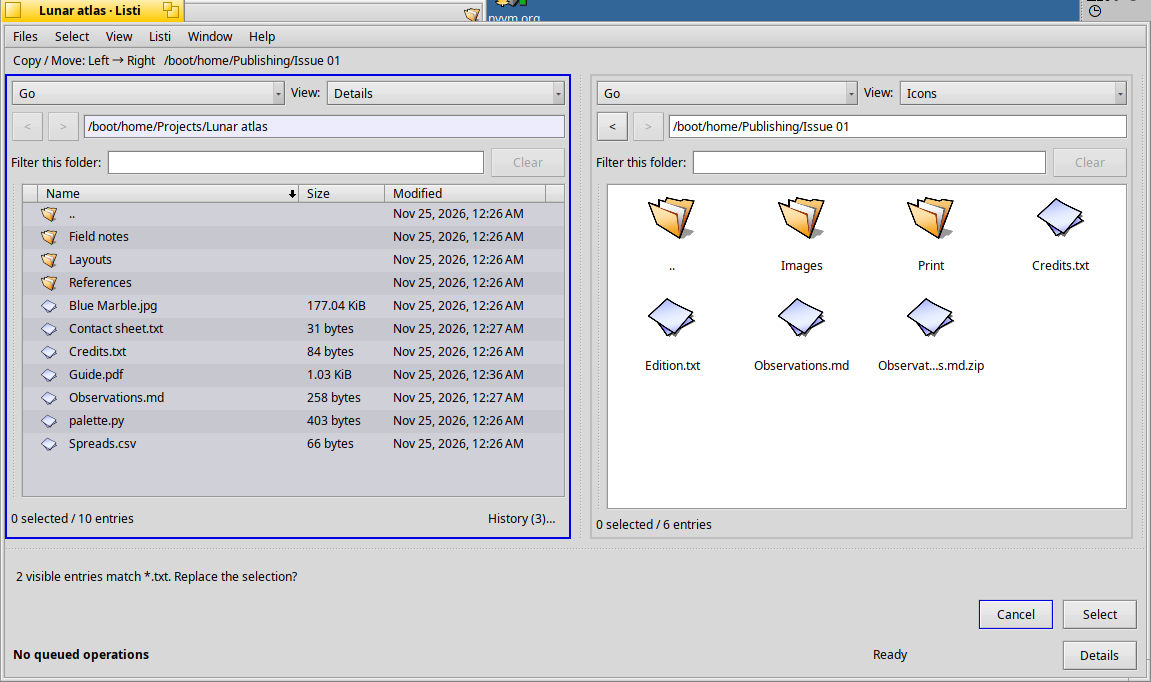 Lunar atlas · Listi
nyym.org
Files Select View Listi Window Help
Copy / Move: Left → Right /boot/home/Publishing/Issue 01
Go View: Details
< > /boot/home/Projects/Lunar atlas
Filter this folder: Clear
Name Size Modified
.. Nov 25, 2026, 12:26 AM
Field notes Nov 25, 2026, 12:26 AM
Layouts Nov 25, 2026, 12:26 AM
References Nov 25, 2026, 12:26 AM
Blue Marble.jpg 177.04 KiB Nov 25, 2026, 12:26 AM
Contact sheet.txt 31 bytes Nov 25, 2026, 12:27 AM
Credits.txt 84 bytes Nov 25, 2026, 12:26 AM
Guide.pdf 1.03 KiB Nov 25, 2026, 12:36 AM
Observations.md 258 bytes Nov 25, 2026, 12:27 AM
palette.py 403 bytes Nov 25, 2026, 12:26 AM
Spreads.csv 66 bytes Nov 25, 2026, 12:26 AM
0 selected / 10 entries History (3)...
Go View: Icons
< > /boot/home/Publishing/Issue 01
Filter this folder: Clear
.. Images Print Credits.txt
Edition.txt Observations.md Observat...s.md.zip
0 selected / 6 entries
2 visible entries match *.txt. Replace the selection?
Cancel Select
No queued operations Ready Details